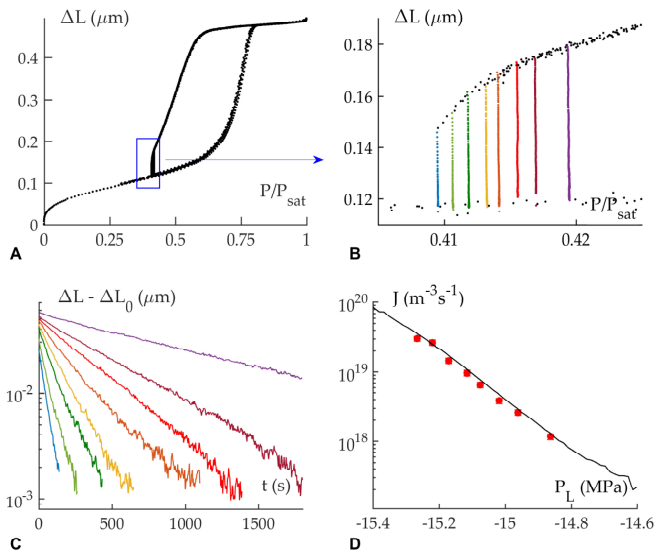 ΔL (μm)
0.4
0.3
0.2
0.1
0
P/P_sat
0 0.25 0.5 0.75 1
A
ΔL (μm)
0.18
0.16
0.14
0.12
P/P_sat
0.41 0.42
B
ΔL - ΔL_0 (μm)
10^-2
10^-3
t (s)
0 500 1000 1500
C
10^20 J (m^-3s^-1)
10^19
10^18
P_L (MPa)
-15.4 -15.2 -15 -14.8 -14.6
D